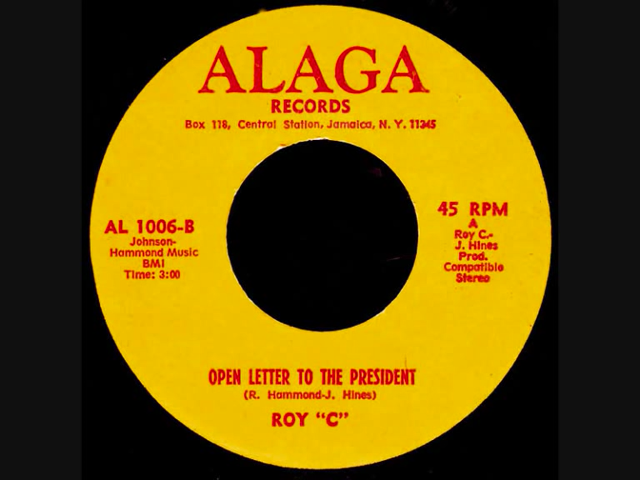 ALAGA
RECORDS
Box 118, Central Station, Jamaica, N. Y. 11245
AL 1006-B
Johnson-
Hammond Music
BMI
Time: 3:00
45 RPM
A
Roy C.-
J. Hines
Prod.
Compatible
Stereo
OPEN LETTER TO THE PRESIDENT
(R. Hammond-J. Hines)
ROY "C"